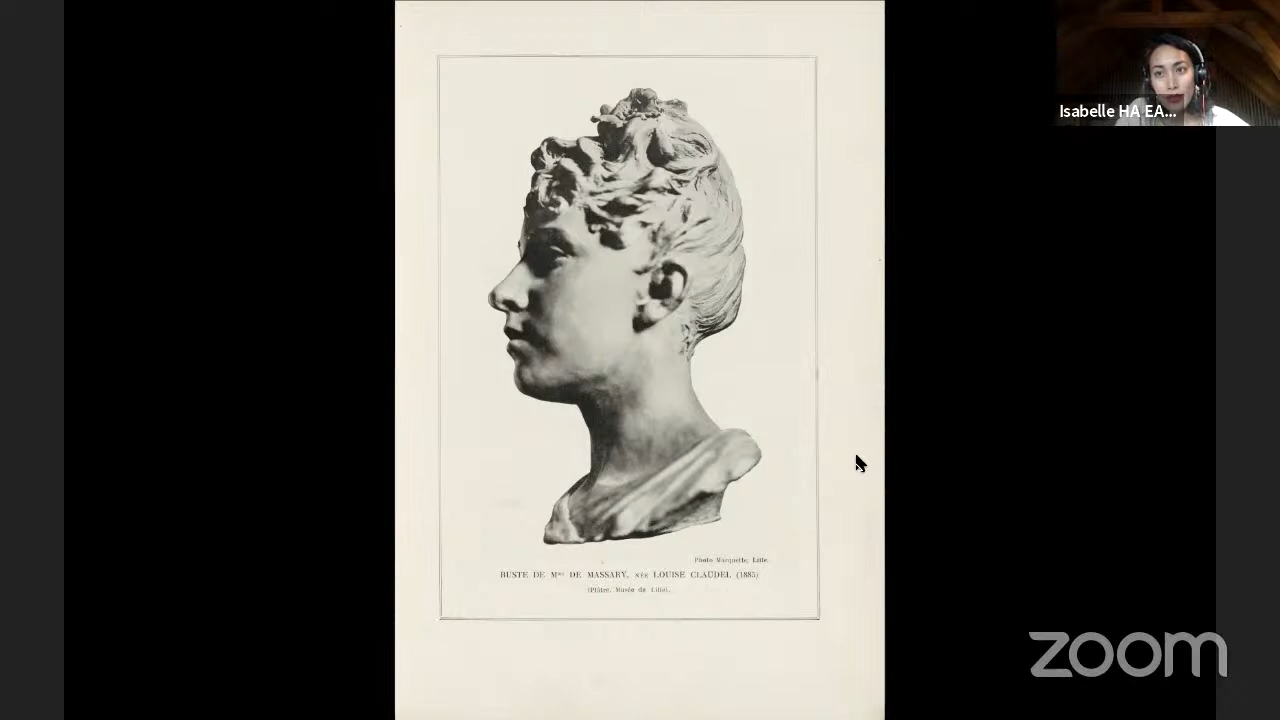 Isabelle HA EA...
Photo Marquette, Lille.
BUSTE DE Mme DE MASSARY, NÉE LOUISE CLAUDEL (1885)
(Plâtre. Musée de Lille).
zoom